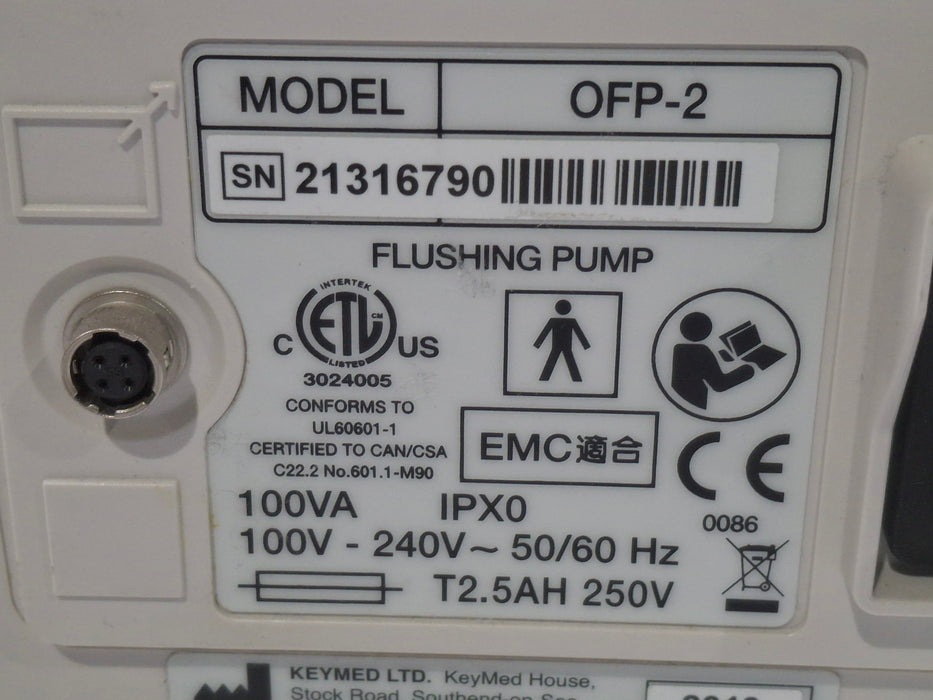 MODEL OFP-2
SN 21316790
FLUSHING PUMP
INTERTEK
C ETL CM US
LISTED
3024005
CONFORMS TO
UL60601-1
CERTIFIED TO CAN/CSA
C22.2 No.601.1-M90
EMC適合
CE
0086
100VA IPX0
100V - 240V~ 50/60 Hz
T2.5AH 250V
KEYMED LTD. KeyMed House,
Stock Road, Southend-on-Sea